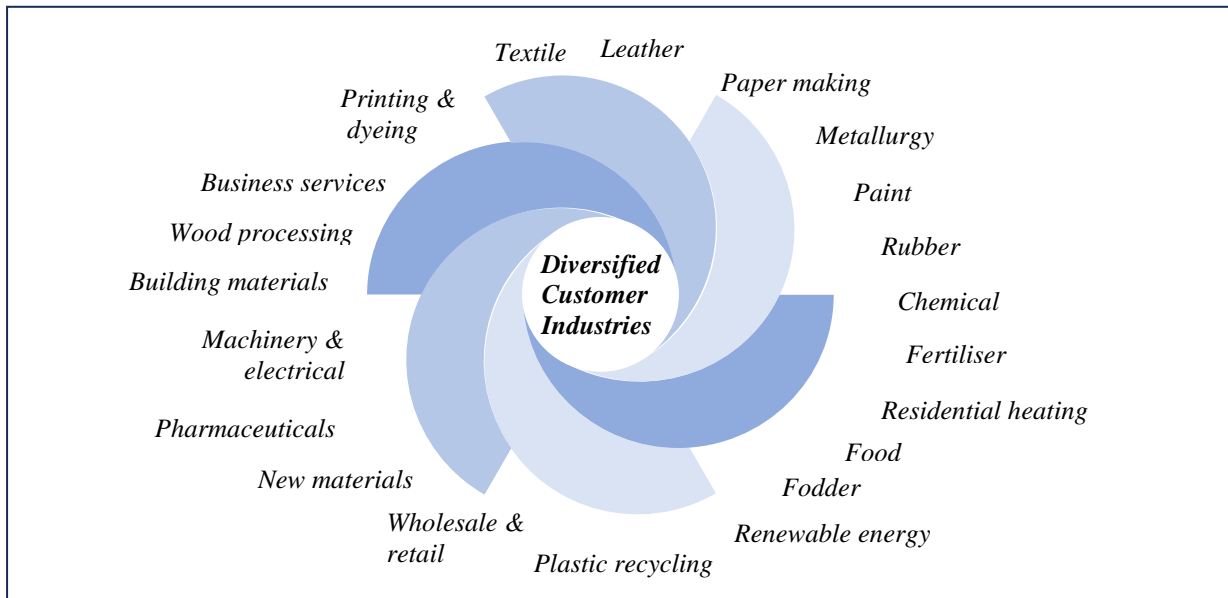 Textile
Leather
Paper making
Metallurgy
Paint
Rubber
Chemical
Fertiliser
Residential heating
Food
Fodder
Renewable energy
Plastic recycling
Wholesale &
retail
New materials
Pharmaceuticals
Machinery &
electrical
Building materials
Wood processing
Business services
Printing &
dyeing
Diversified
Customer
Industries